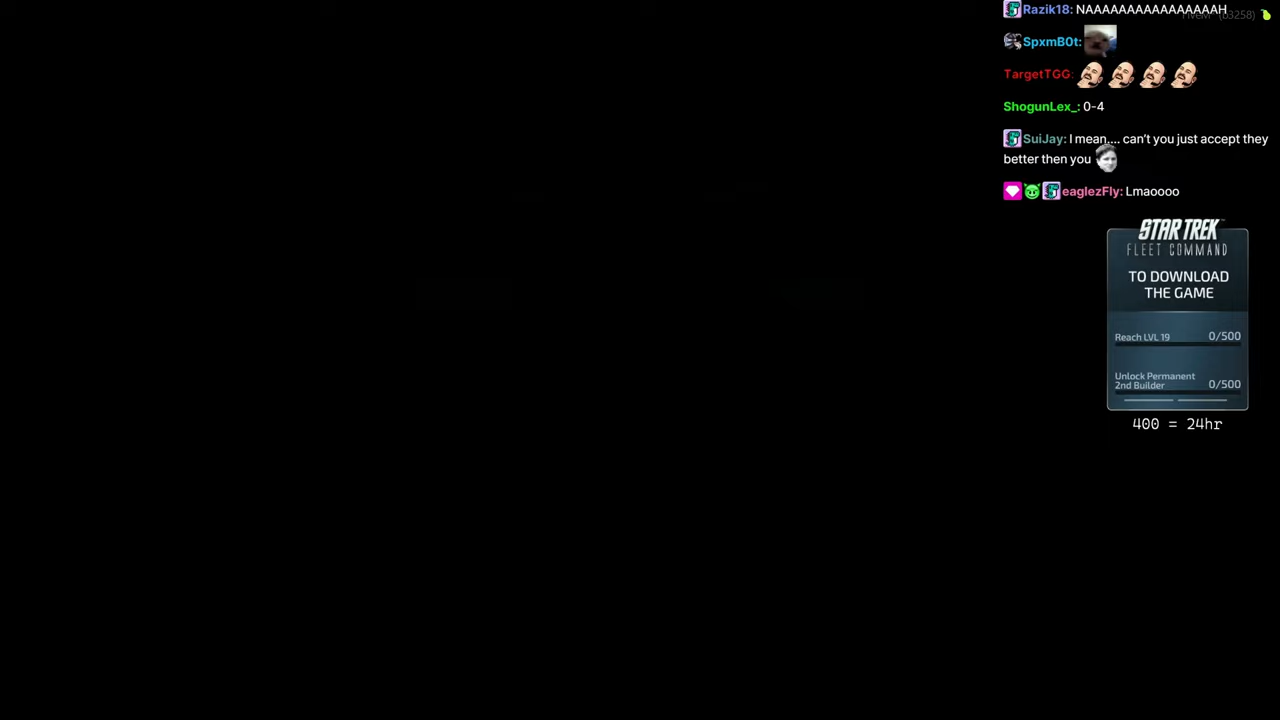 Razik18: NAAAAAAAAAAAAAAAH
SpxmB0t:
TargetTGG:
ShogunLex_: 0-4
SuiJay: I mean.... can't you just accept they
better then you
eaglezFly: Lmaoooo
STAR TREK
FLEET COMMAND
TO DOWNLOAD
THE GAME
Reach LVL 19 0/500
Unlock Permanent
2nd Builder 0/500
400 = 24hr